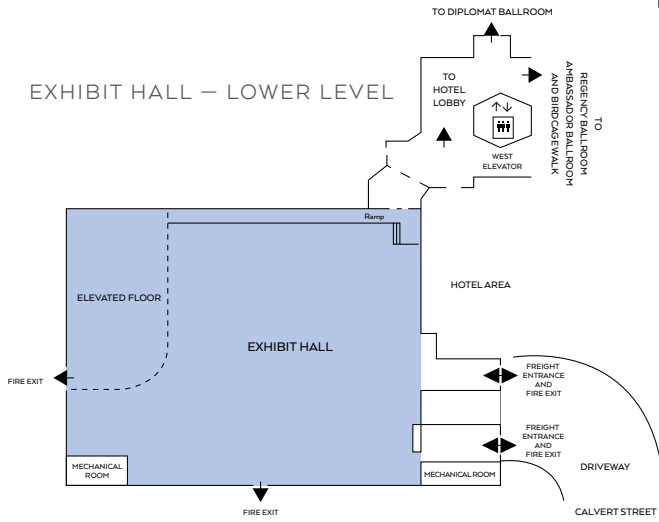 TO DIPLOMAT BALLROOM
EXHIBIT HALL — LOWER LEVEL
TO
HOTEL
LOBBY
TO
REGENCY BALLROOM
AMBASSADOR BALLROOM
AND BIRDCAGEWALK
WEST
ELEVATOR
Ramp
ELEVATED FLOOR
HOTEL AREA
EXHIBIT HALL
FIRE EXIT
FREIGHT
ENTRANCE
AND
FIRE EXIT
FREIGHT
ENTRANCE
AND
FIRE EXIT
MECHANICAL
ROOM
MECHANICAL ROOM
DRIVEWAY
FIRE EXIT
CALVERT STREET